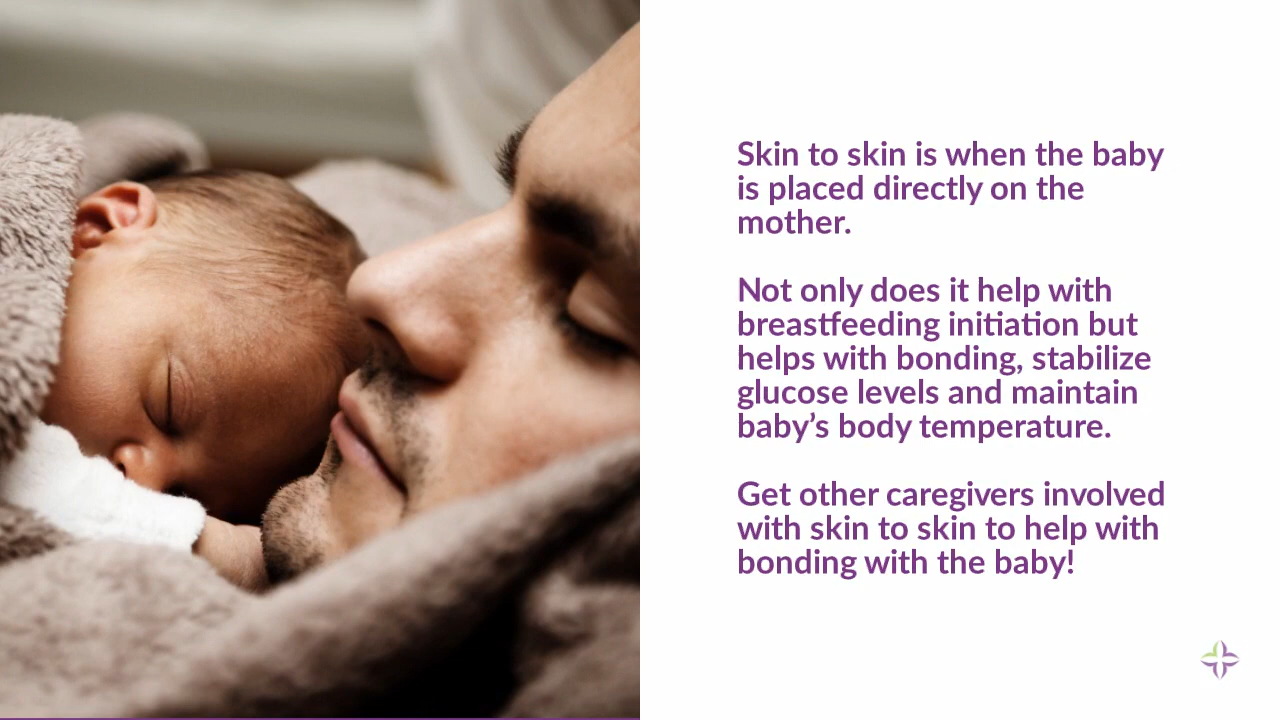 Skin to skin is when the baby
is placed directly on the
mother.
Not only does it help with
breastfeeding initiation but
helps with bonding, stabilize
glucose levels and maintain
baby’s body temperature.
Get other caregivers involved
with skin to skin to help with
bonding with the baby!